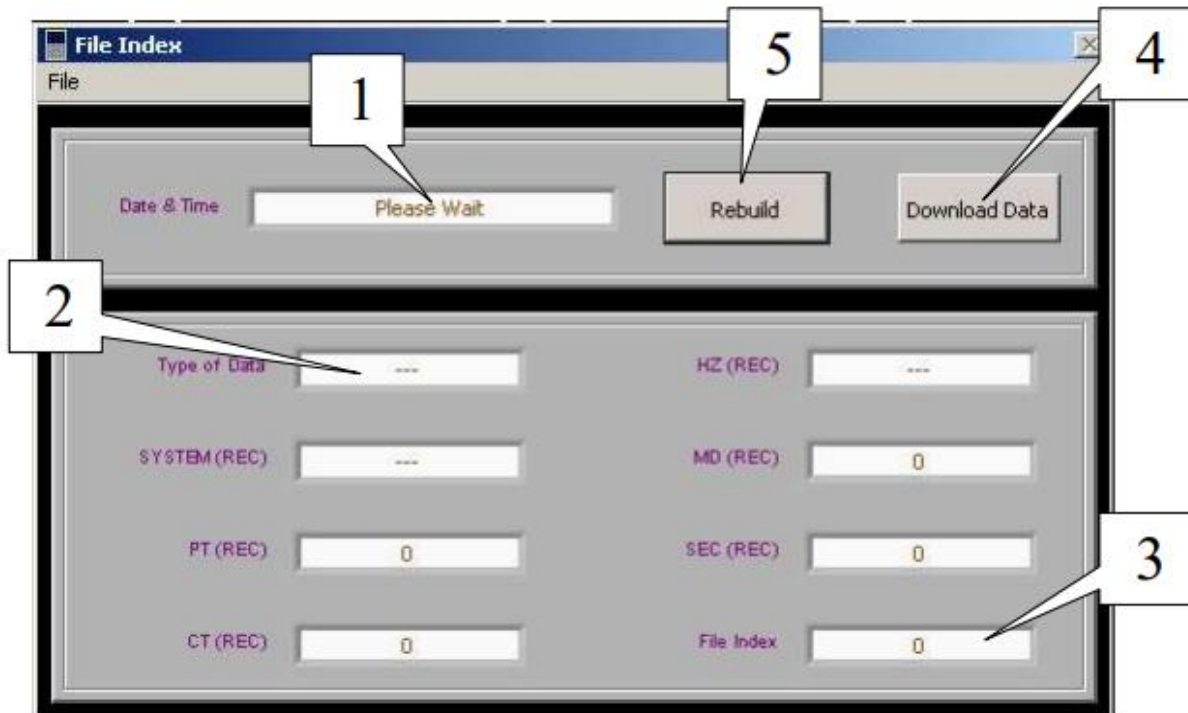 File Index
File
1
5
4
Date & Time
Please Wait
Rebuild
Download Data
2
Type of Data
---
HZ (REC)
---
SYSTEM (REC)
---
MD (REC)
0
PT (REC)
0
SEC (REC)
0
3
CT (REC)
0
File Index
0